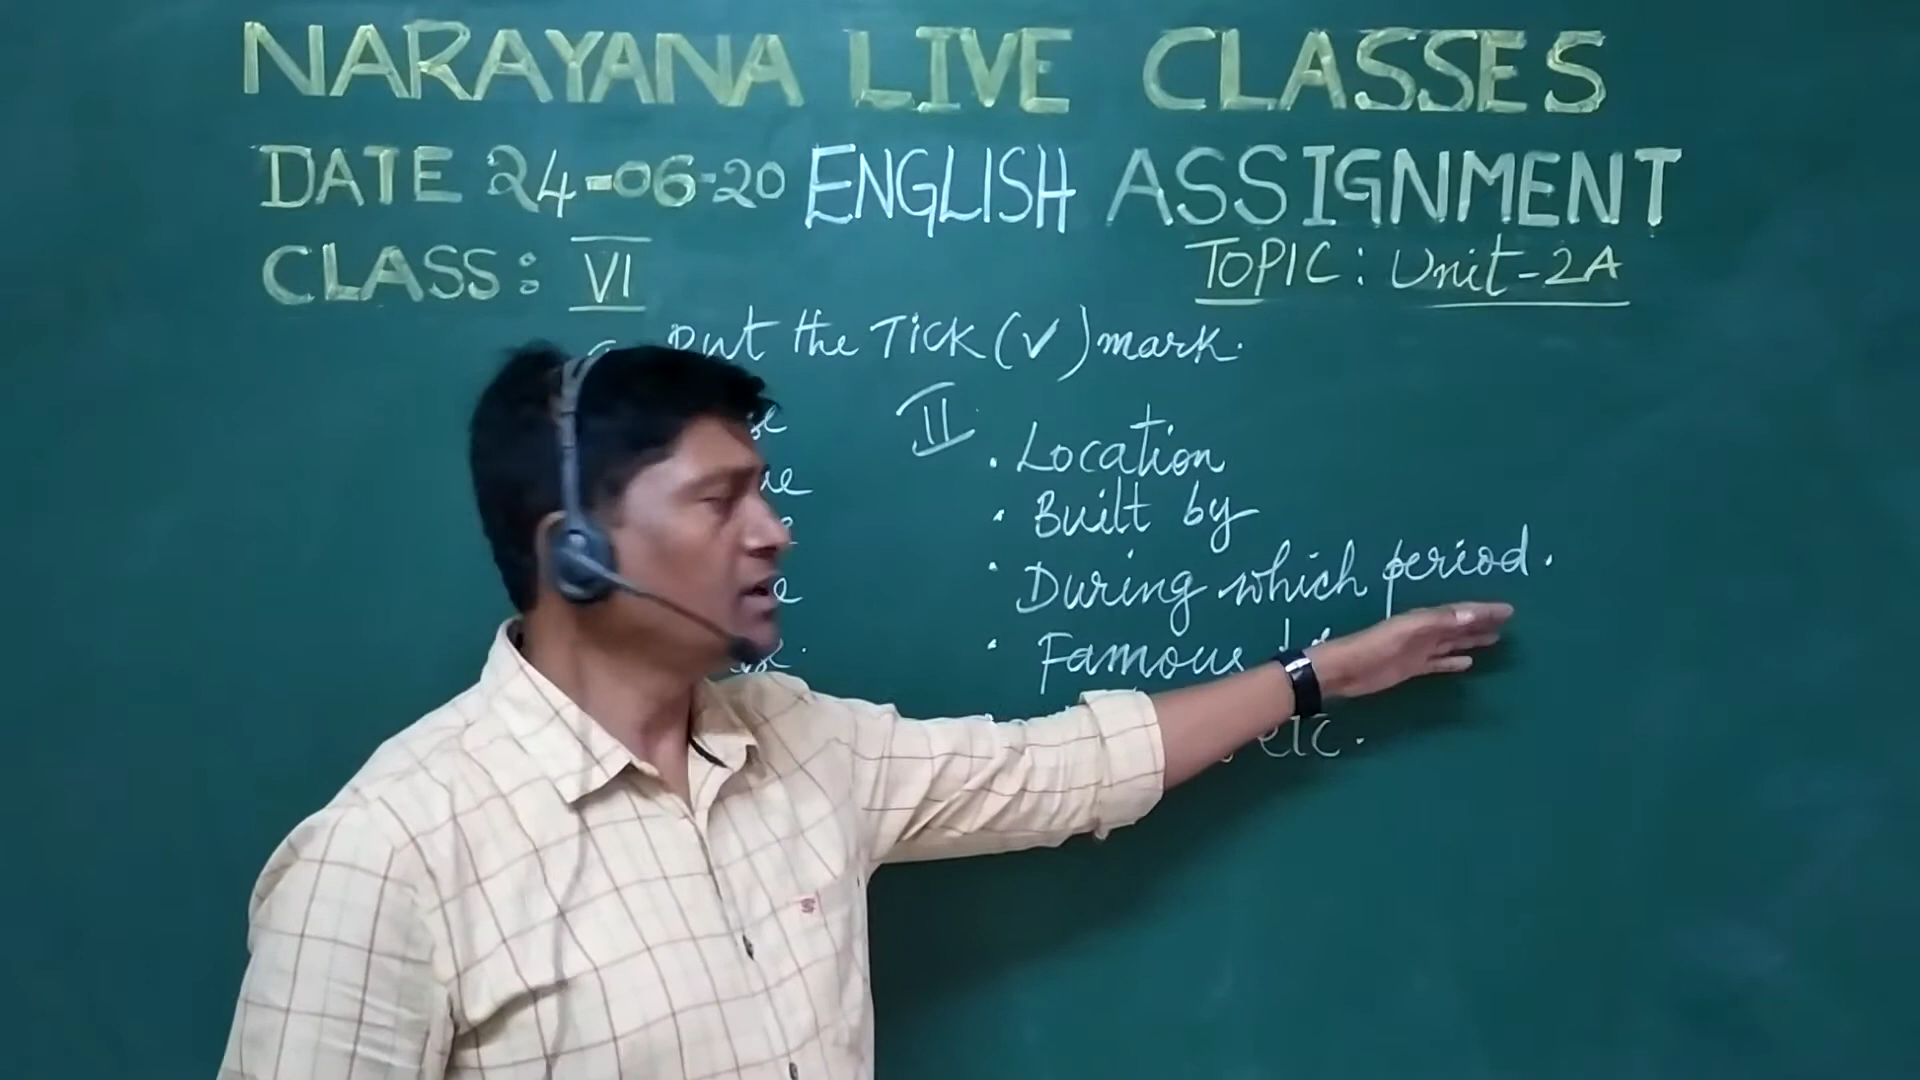 NARAYANA LIVE CLASSES
DATE 24-06-20 ENGLISH ASSIGNMENT
CLASS: VI
TOPIC: Unit-2A
Put the TICK (✓) mark.
II
. Location
. Built by
. During which period.
. Famous
etc.